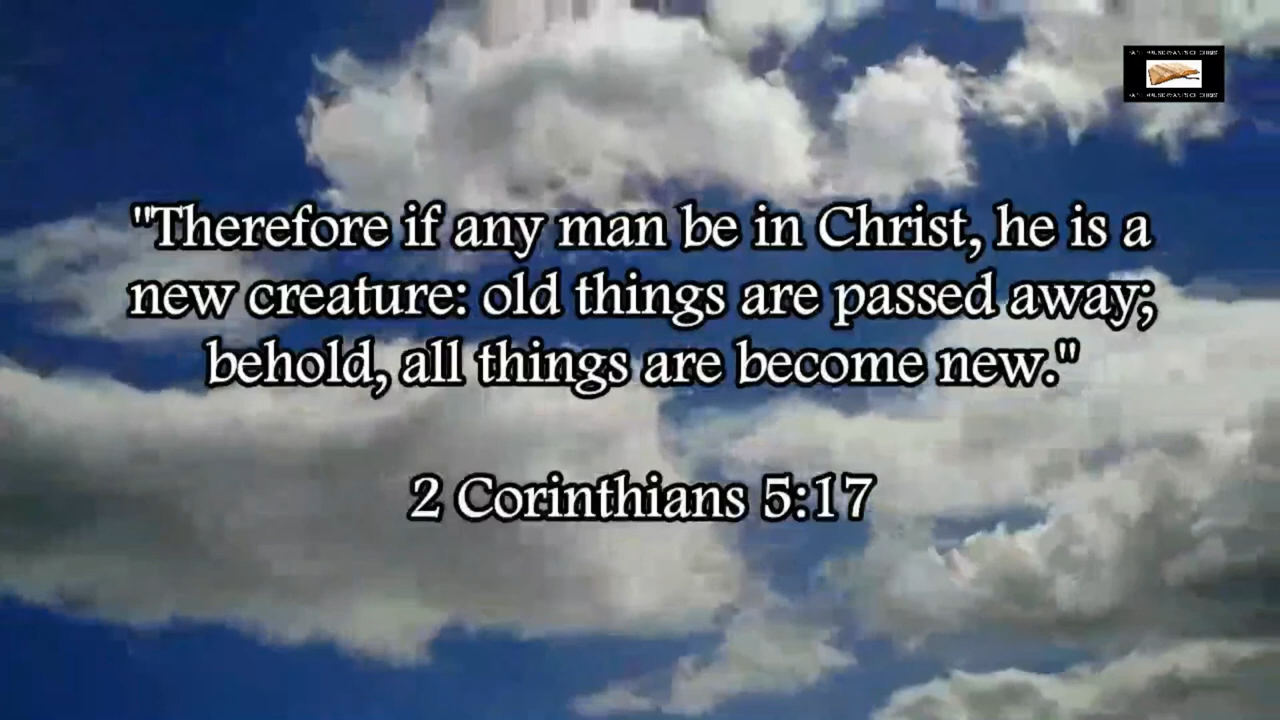 "Therefore if any man be in Christ, he is a
new creature: old things are passed away;
behold, all things are become new."
2 Corinthians 5:17